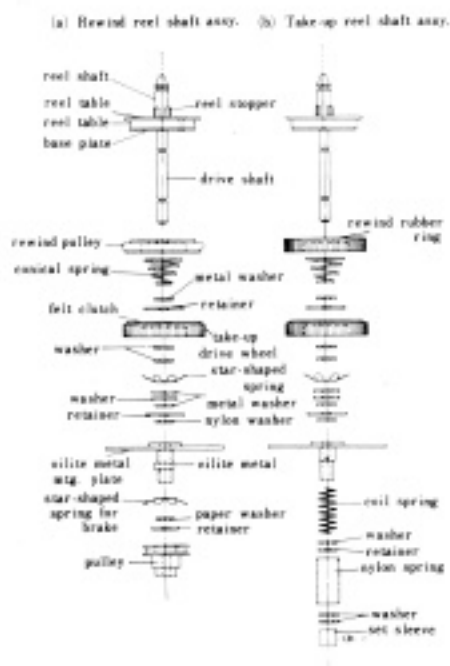 (a) Rewind reel shaft assy. (b) Take-up reel shaft assy.
reel shaft
reel table
reel stopper
reel table
base plate
drive shaft
rewind rubber
ring
rewind pulley
conical spring
metal washer
retainer
felt clutch
take-up
drive wheel
washer
star-shaped
spring
washer
metal washer
retainer
nylon washer
oilite metal
mtg. plate
oilite metal
star-shaped
spring for
brake
paper washer
retainer
coil spring
washer
retainer
pulley
nylon spring
washer
set sleeve